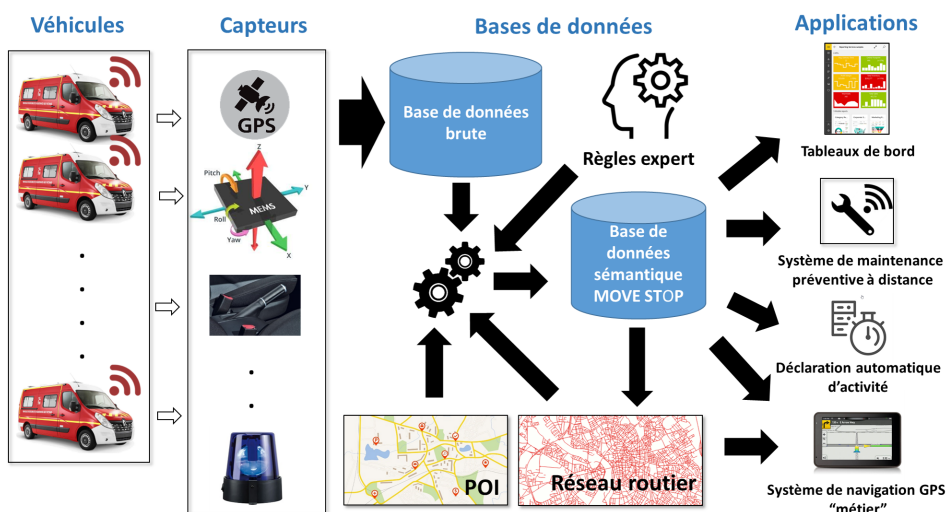 Véhicules
Capteurs
Bases de données
Applications
GPS
Z
Pitch
Y
MEMS
Roll
Yaw
X
Base de données
brute
Règles expert
Base de
données
sémantique
MOVE STOP
POI
Réseau routier
Tableaux de bord
Système de maintenance
préventive à distance
Déclaration automatique
d'activité
Système de navigation GPS
"métier"